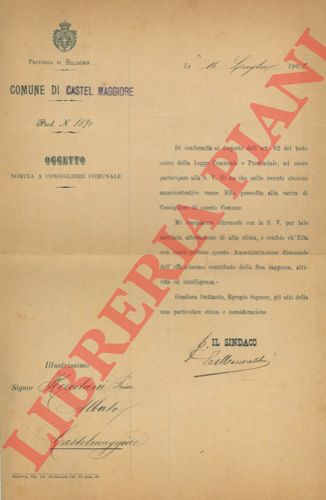 Provincia di Bologna
COMUNE DI CASTEL MAGGIORE
Prot. N.
OGGETTO
NOMINA A CONSIGLIERE COMUNALE
Lì 16 Luglio 190
Di conformità al disposto dell'art. 82 del testo
unico della Legge Comunale e Provinciale, mi onoro
partecipare alla S. V. Ill ma che nelle recenti elezioni
amministrative venne Ella prescelta alla carica di
Consigliere di questo Comune.
Mi compiaccio oltremodo con la S. V. per tale
meritata attestazione di alta stima, e confido ch'Ella
non vorrà privare questa Amministrazione Comunale
dell'efficacissimo contributo della Sua saggezza, atti-
vità ed intelligenza.
Gradisca frattanto, Egregio Signore, gli atti della
mia particolare stima e considerazione
IL SINDACO
Illustrissimo
Signor
Alberto
Castelmaggiore
LIBRERIA PIANI